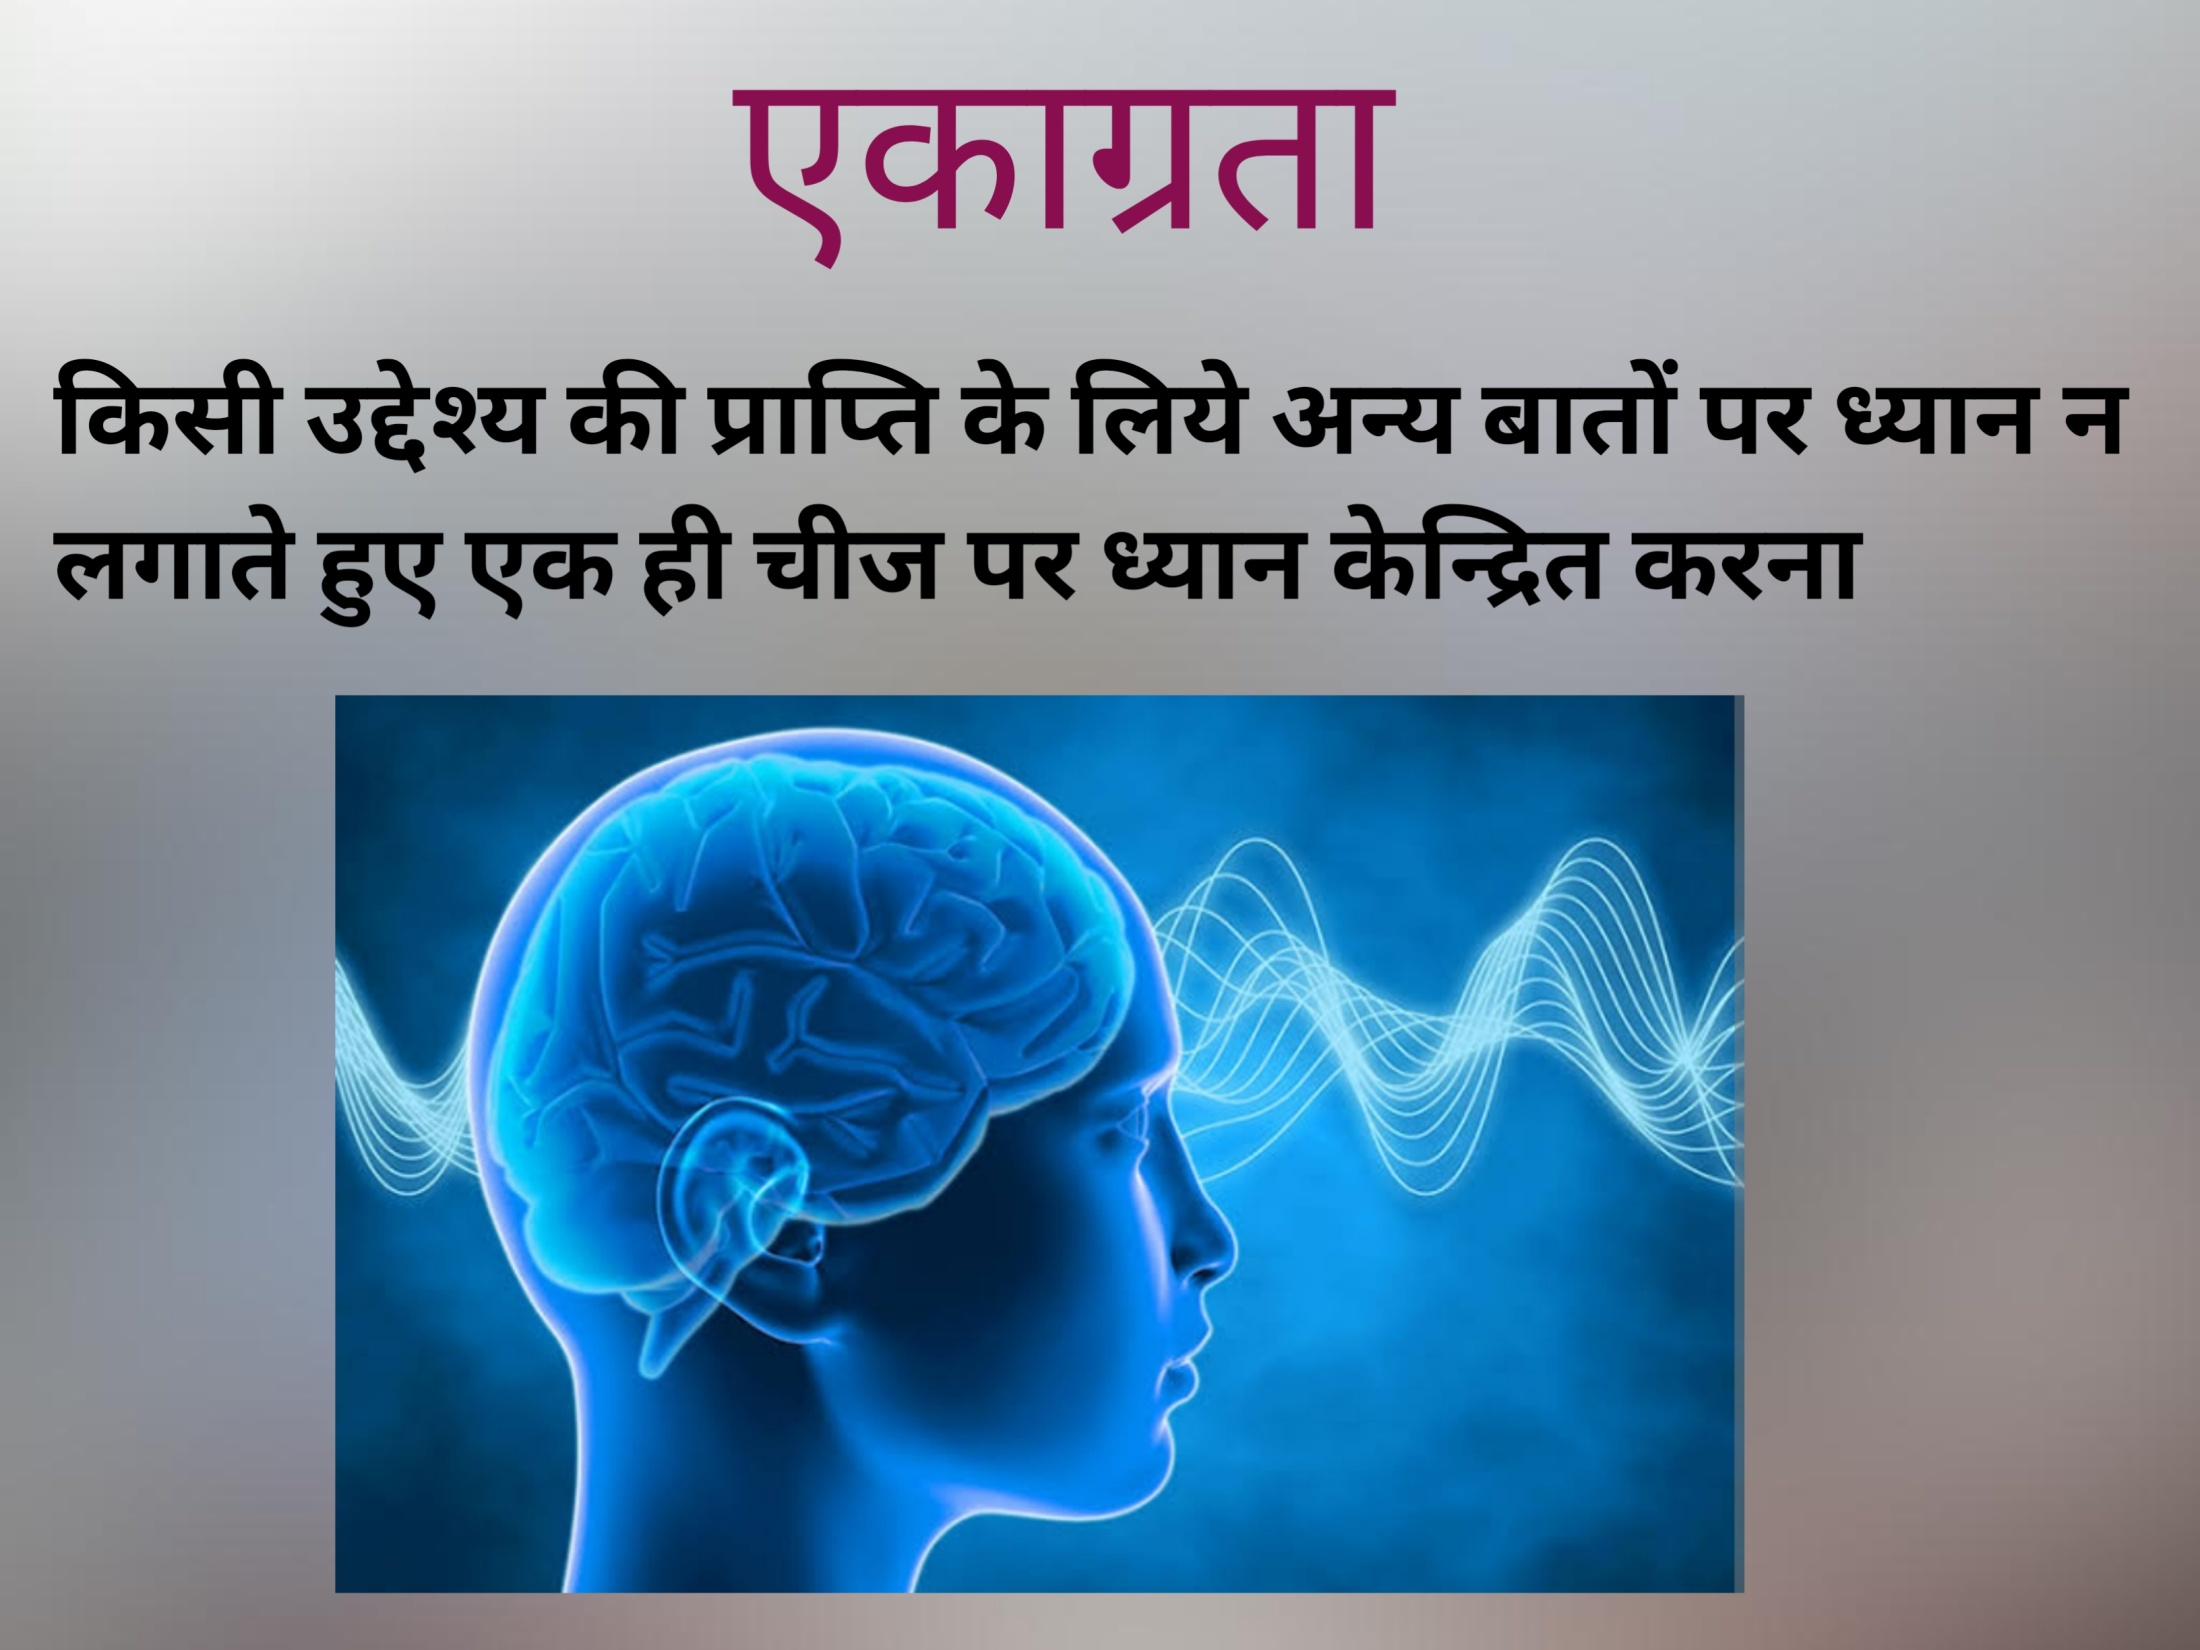 एकाग्रता
किसी उद्देश्य की प्राप्ति के लिये अन्य बातों पर ध्यान न
लगाते हुए एक ही चीज पर ध्यान केन्द्रित करना